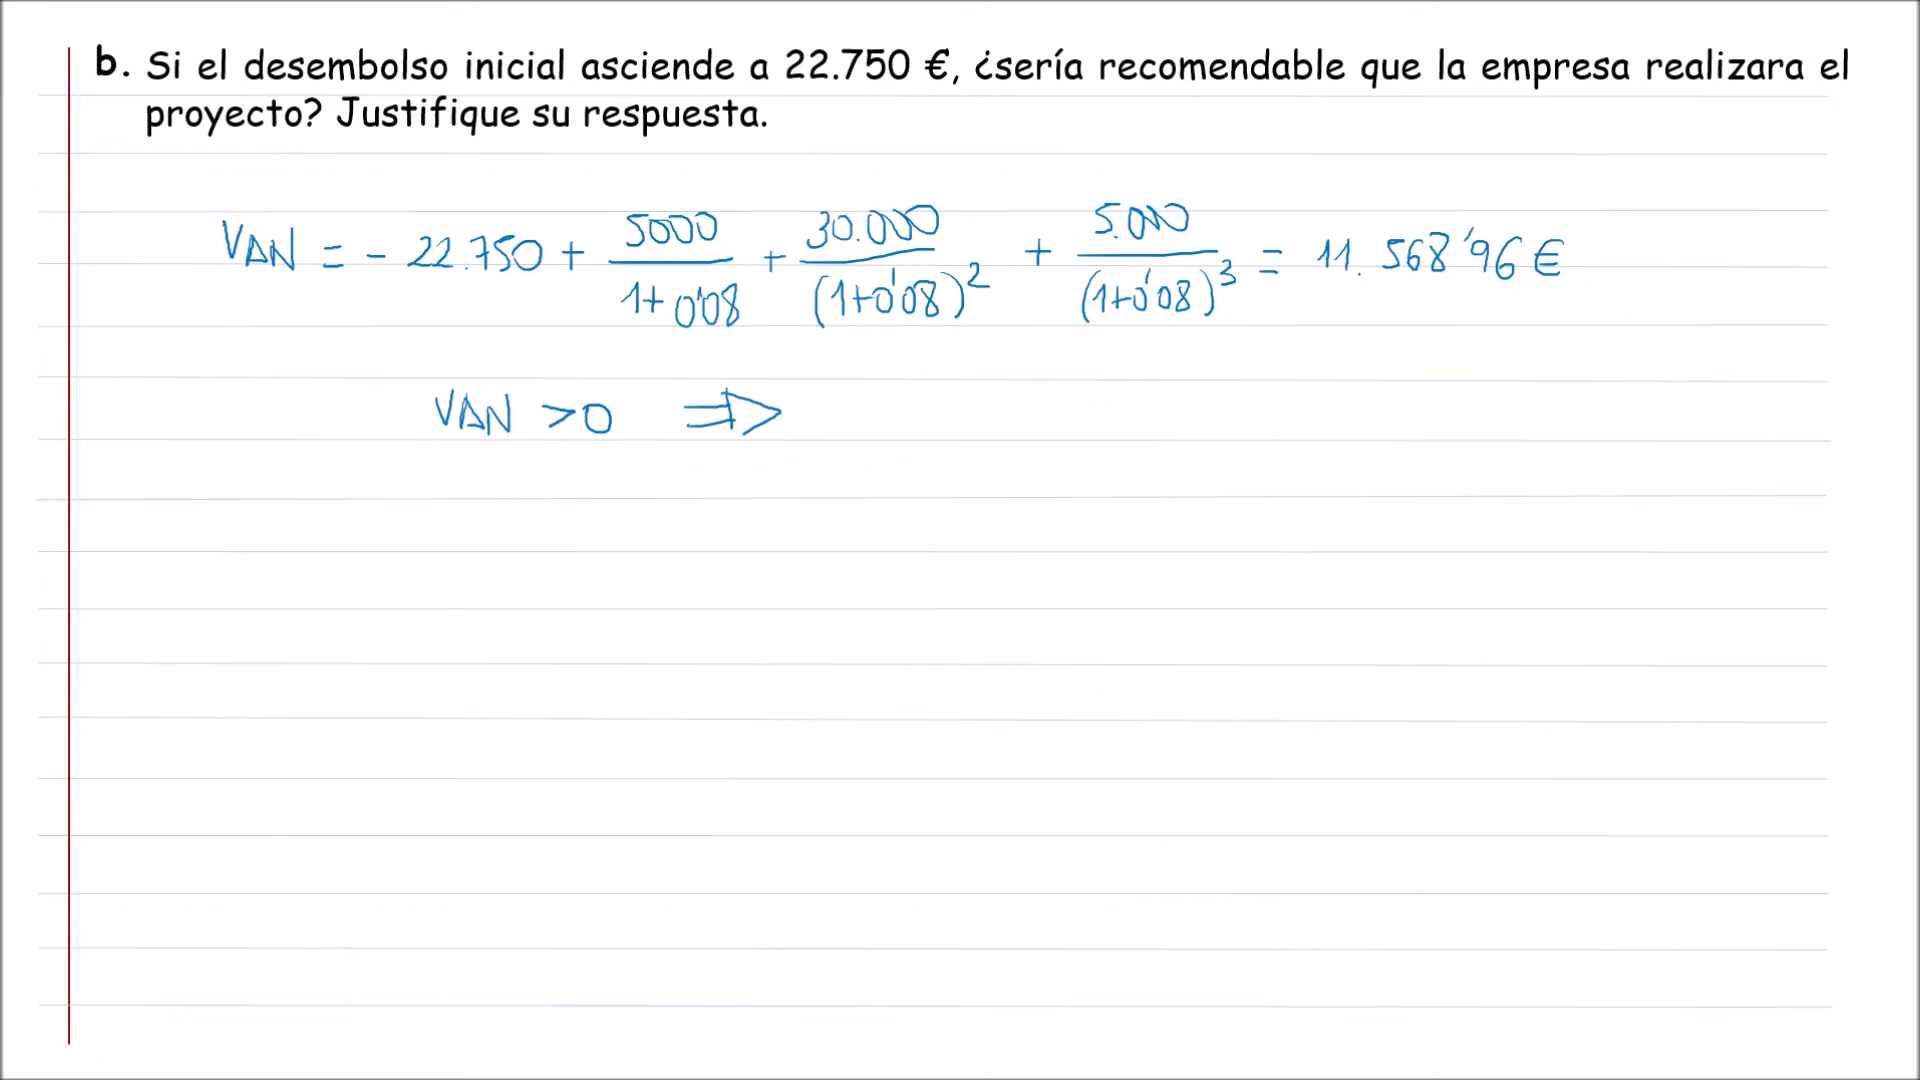 b. Si el desembolso inicial asciende a 22.750 €, ¿sería recomendable que la empresa realizara el
proyecto? Justifique su respuesta.
VAN = - 22.750 + 5000 / 1+0'08 + 30.000 / (1+0'08)² + 5.000 / (1+0'08)³ = 11.568'96 €
VAN >0 ⇒